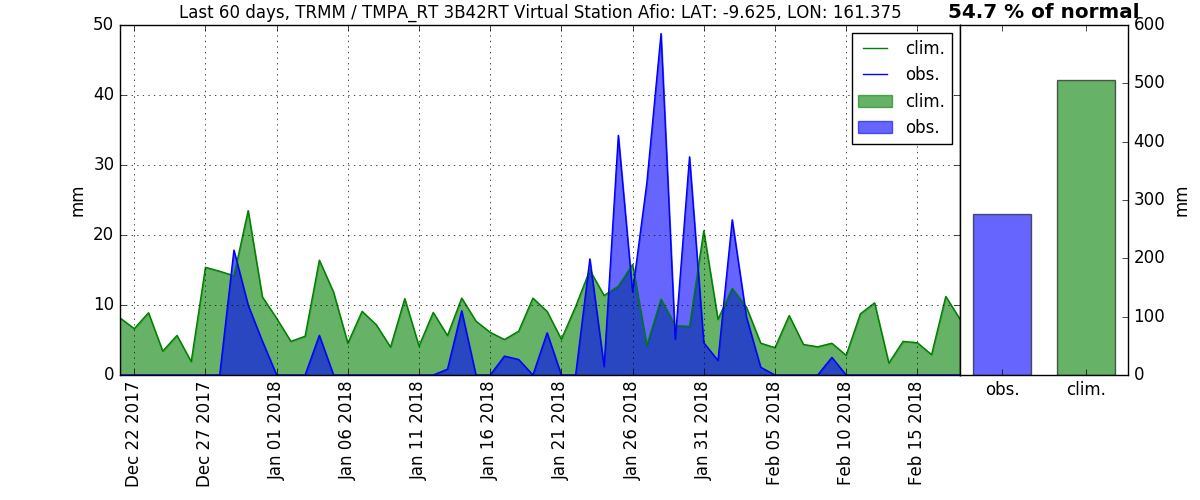 Last 60 days, TRMM / TMPA_RT 3B42RT Virtual Station Afio: LAT: -9.625, LON: 161.375
54.7 % of normal
50
40
30
20
10
0
mm
Dec 22 2017
Dec 27 2017
Jan 01 2018
Jan 06 2018
Jan 11 2018
Jan 16 2018
Jan 21 2018
Jan 26 2018
Jan 31 2018
Feb 05 2018
Feb 10 2018
Feb 15 2018
clim.
obs.
clim.
obs.
600
500
400
300
200
100
0
mm
obs.
clim.